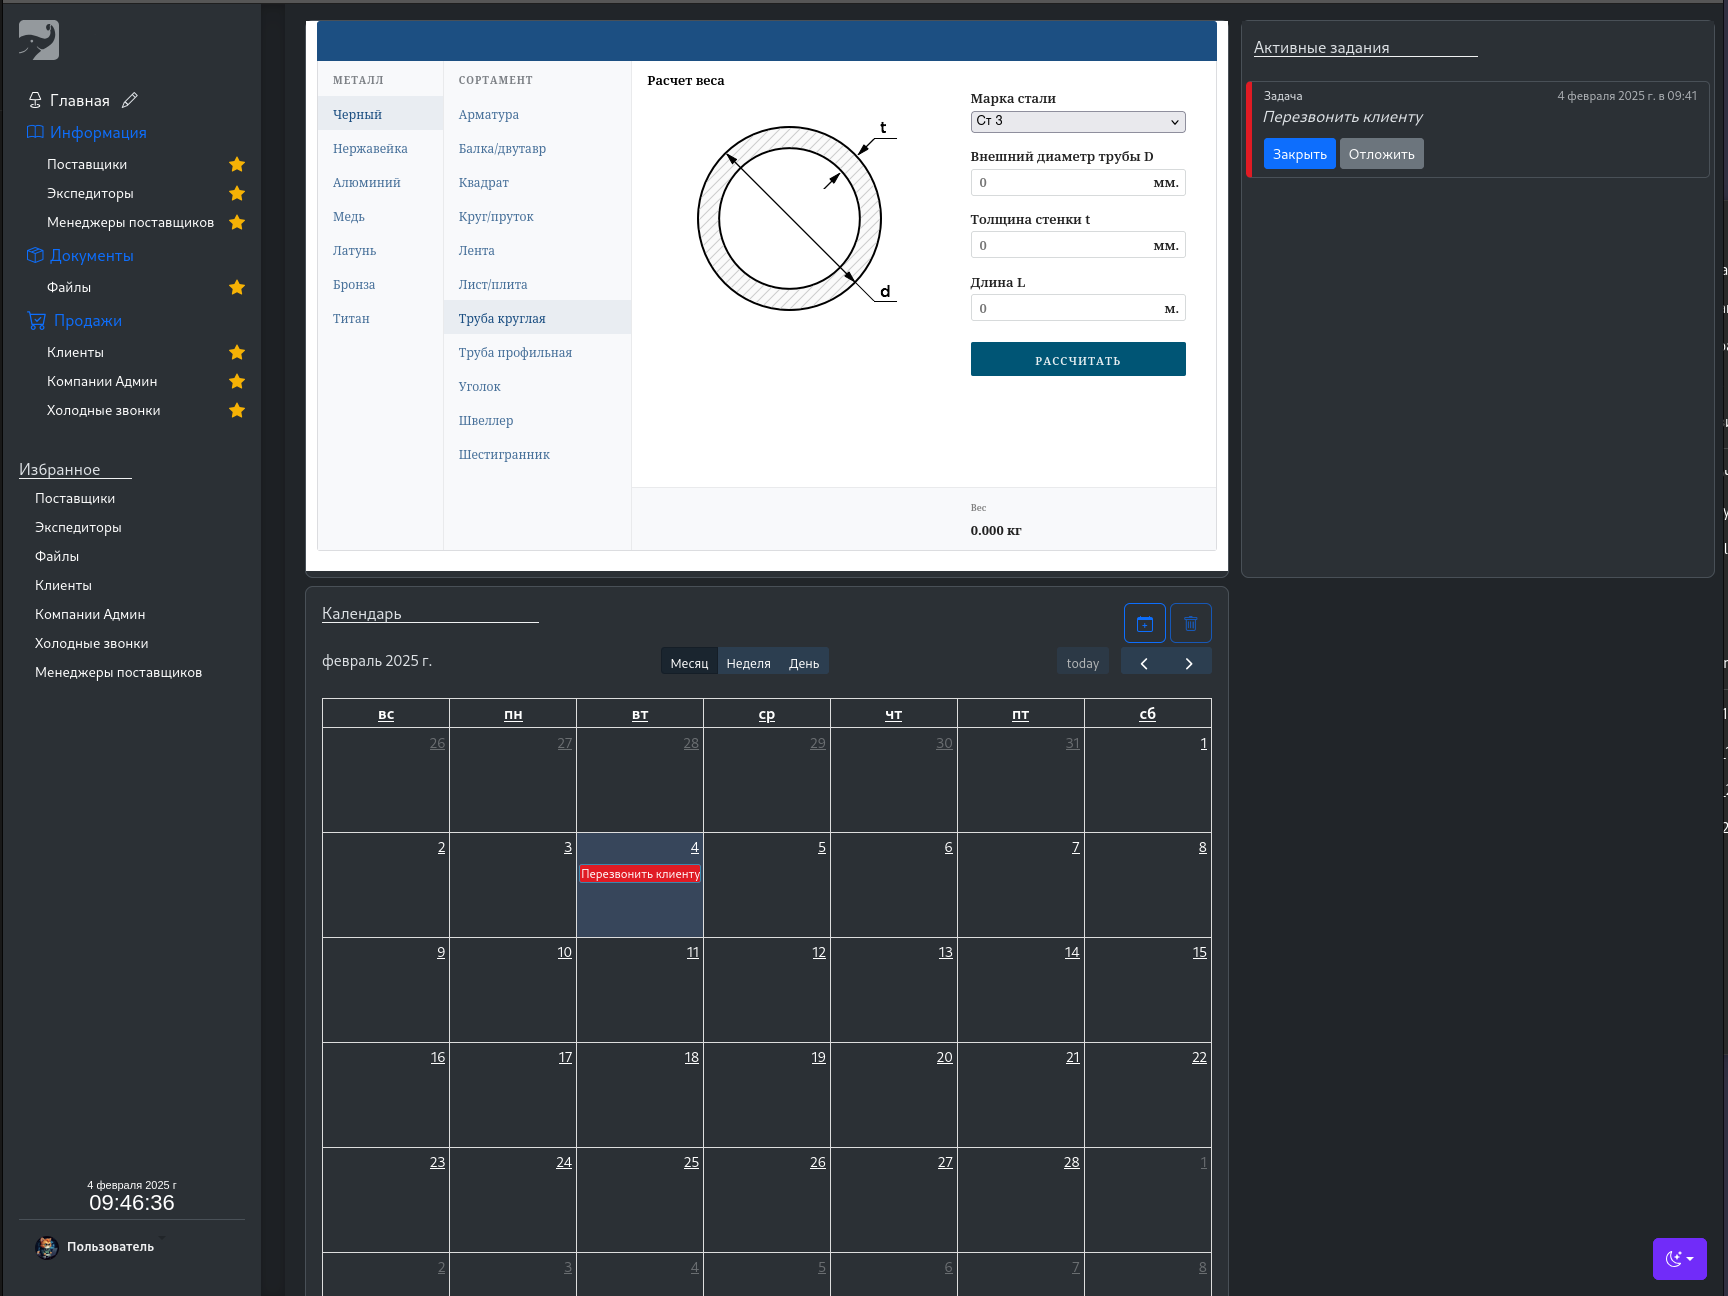 Главная
Информация
Поставщики
Экспедиторы
Менеджеры поставщиков
Документы
Файлы
Продажи
Клиенты
Компании Админ
Холодные звонки
Избранное
Поставщики
Экспедиторы
Файлы
Клиенты
Компании Админ
Холодные звонки
Менеджеры поставщиков
4 февраля 2025 г
09:46:36
Пользователь
МЕТАЛЛ
Черный
Нержавейка
Алюминий
Медь
Латунь
Бронза
Титан
СОРТАМЕНТ
Арматура
Балка/двутавр
Квадрат
Круг/пруток
Лента
Лист/плита
Труба круглая
Труба профильная
Уголок
Швеллер
Шестигранник
Расчет веса
t
d
Марка стали
Ст 3
Внешний диаметр трубы D
0 мм.
Толщина стенки t
0 мм.
Длина L
0 м.
РАССЧИТАТЬ
Вес
0.000 кг
Активные задания
Задача 4 февраля 2025 г. в 09:41
Перезвонить клиенту
Закрыть Отложить
Календарь
февраль 2025 г. Месяц Неделя День today
вс пн вт ср чт пт сб
26 27 28 29 30 31 1
2 3 4 5 6 7 8
Перезвонить клиенту
9 10 11 12 13 14 15
16 17 18 19 20 21 22
23 24 25 26 27 28 1
2 3 4 5 6 7 8